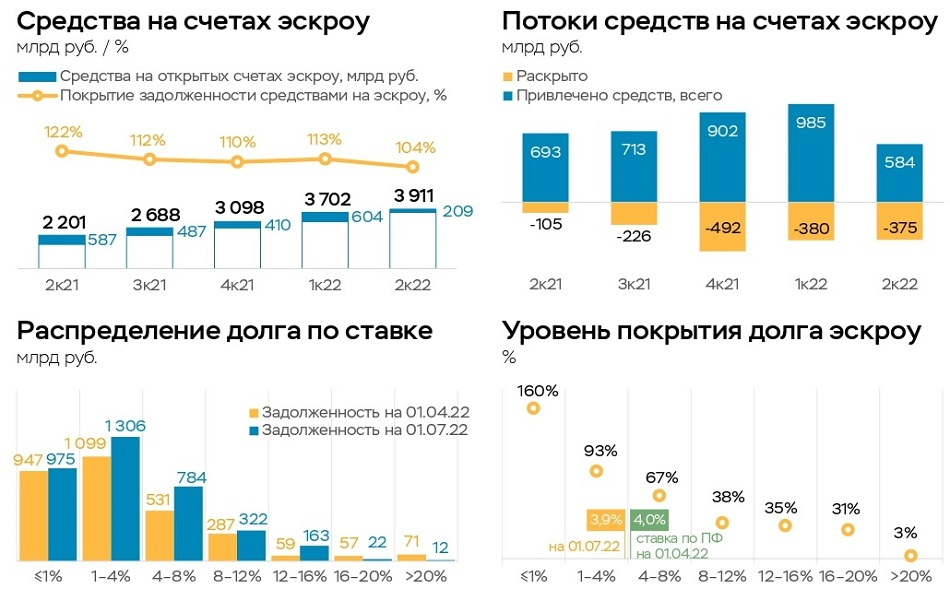 Средства на счетах эскроу
млрд руб. / %
Средства на открытых счетах эскроу, млрд руб.
Покрытие задолженности средствами на эскроу, %
122% 112% 110% 113% 104%
2 201 2 688 3 098 3 702 3 911
587 487 410 604 209
2к21 3к21 4к21 1к22 2к22
Потоки средств на счетах эскроу
млрд руб.
Раскрыто
Привлечено средств, всего
693 713 902 985 584
-105 -226 -492 -380 -375
2к21 3к21 4к21 1к22 2к22
Распределение долга по ставке
млрд руб.
Задолженность на 01.04.22
Задолженность на 01.07.22
947 975 1 099 1 306 531 784 287 322 59 163 57 22 71 12
≤1% 1–4% 4–8% 8–12% 12–16% 16–20% >20%
Уровень покрытия долга эскроу
%
160% 93% 67% 38% 35% 31% 3%
3,9% 4,0%
на 01.07.22
ставка по ПФ
на 01.04.22
≤1% 1–4% 4–8% 8–12% 12–16% 16–20% >20%